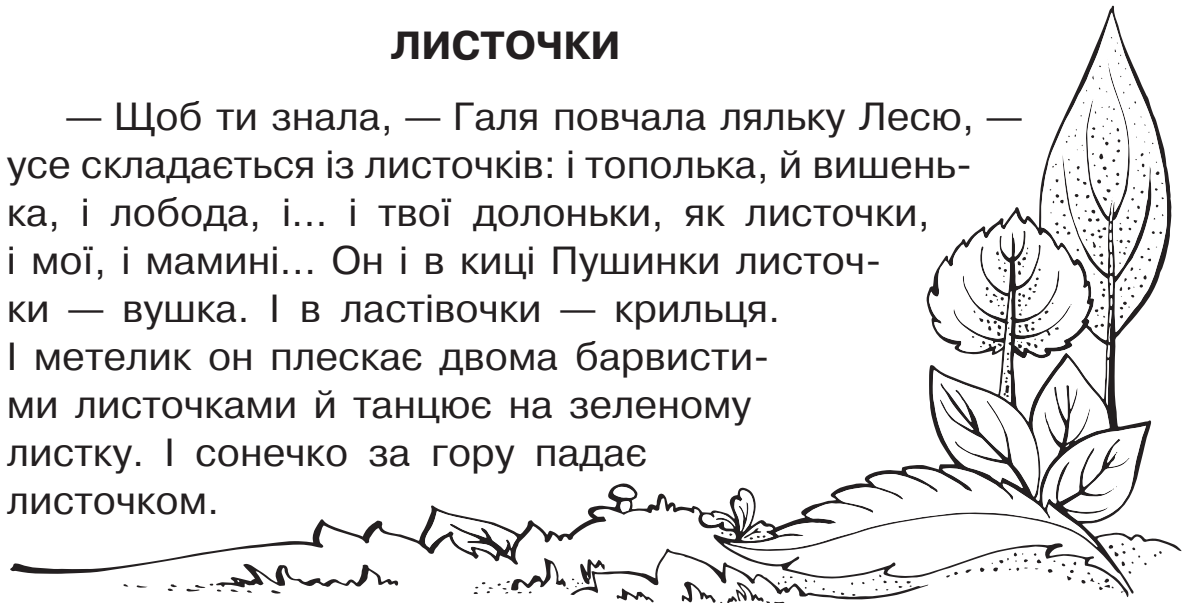 листочки
— Щоб ти знала, — Галя повчала ляльку Лесю, —
усе складається із листочків: і тополька, й вишень-
ка, і лобода, і... і твої долоньки, як листочки,
і мої, і мамині... Он і в киці Пушинки листоч-
ки — вушка. І в ластівочки — крильця.
І метелик он плескає двома барвисти-
ми листочками й танцює на зеленому
листку. І сонечко за гору падає
листочком.